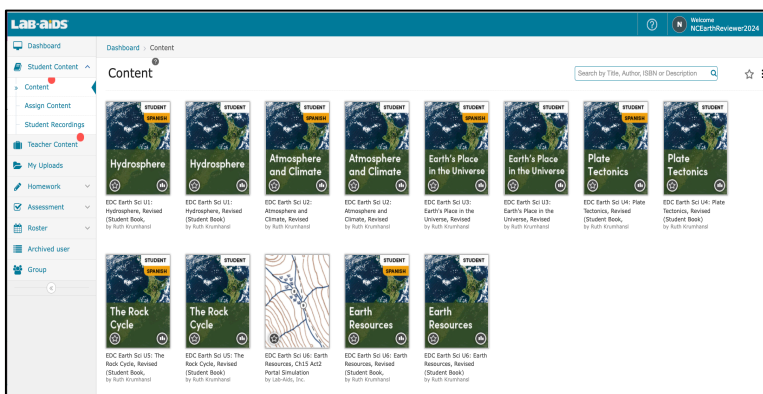 LAB-AIDS
?
N
Welcome
NCEarthReviewer2024
Dashboard
Student Content
» Content
Assign Content
Student Recordings
Teacher Content
My Uploads
Homework
Assessment
Roster
Archived user
Group
Dashboard > Content
Content
?
Search by Title, Author, ISBN or Description
STUDENT
SPANISH
Hydrosphere
EDC Earth Sci U1:
Hydrosphere, Revised
(Student Book,
by Ruth Krumhansl
STUDENT
Hydrosphere
EDC Earth Sci U1:
Hydrosphere, Revised
(Student Book)
by Ruth Krumhansl
STUDENT
SPANISH
Atmosphere
and Climate
EDC Earth Sci U2:
Atmosphere and
Climate, Revised
(Student Book,
by Ruth Krumhansl
STUDENT
Atmosphere
and Climate
EDC Earth Sci U2:
Atmosphere and
Climate, Revised
(Student Book)
by Ruth Krumhansl
STUDENT
SPANISH
Earth's Place
in the Universe
EDC Earth Sci U3:
Earth's Place in the
Universe, Revised
(Student Book,
by Ruth Krumhansl
STUDENT
Earth's Place
in the Universe
EDC Earth Sci U3:
Earth's Place in the
Universe, Revised
(Student Book)
by Ruth Krumhansl
STUDENT
SPANISH
Plate
Tectonics
EDC Earth Sci U4: Plate
Tectonics, Revised
(Student Book,
by Ruth Krumhansl
STUDENT
Plate
Tectonics
EDC Earth Sci U4: Plate
Tectonics, Revised
(Student Book)
by Ruth Krumhansl
STUDENT
SPANISH
The Rock
Cycle
EDC Earth Sci U5: The
Rock Cycle, Revised
(Student Book,
by Ruth Krumhansl
STUDENT
The Rock
Cycle
EDC Earth Sci U5: The
Rock Cycle, Revised
(Student Book)
by Ruth Krumhansl
EDC Earth Sci U6: Earth
Resources, Ch15 Act2
Portal Simulation
by Lab-Aids, Inc.
STUDENT
SPANISH
Earth
Resources
EDC Earth Sci U6: Earth
Resources, Revised
(Student Book,
by Ruth Krumhansl
STUDENT
Earth
Resources
EDC Earth Sci U6: Earth
Resources, Revised
(Student Book)
by Ruth Krumhansl